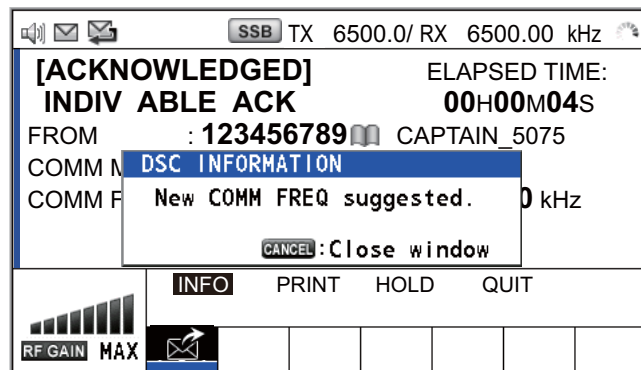 SSB TX 6500.0/ RX 6500.00 kHz
[ACKNOWLEDGED] ELAPSED TIME:
INDIV ABLE ACK 00H00M04S
FROM : 123456789 CAPTAIN_5075
COMM
COMM 0 kHz
DSC INFORMATION
New COMM FREQ suggested.
CANCEL:Close window
INFO PRINT HOLD QUIT
RF GAIN MAX